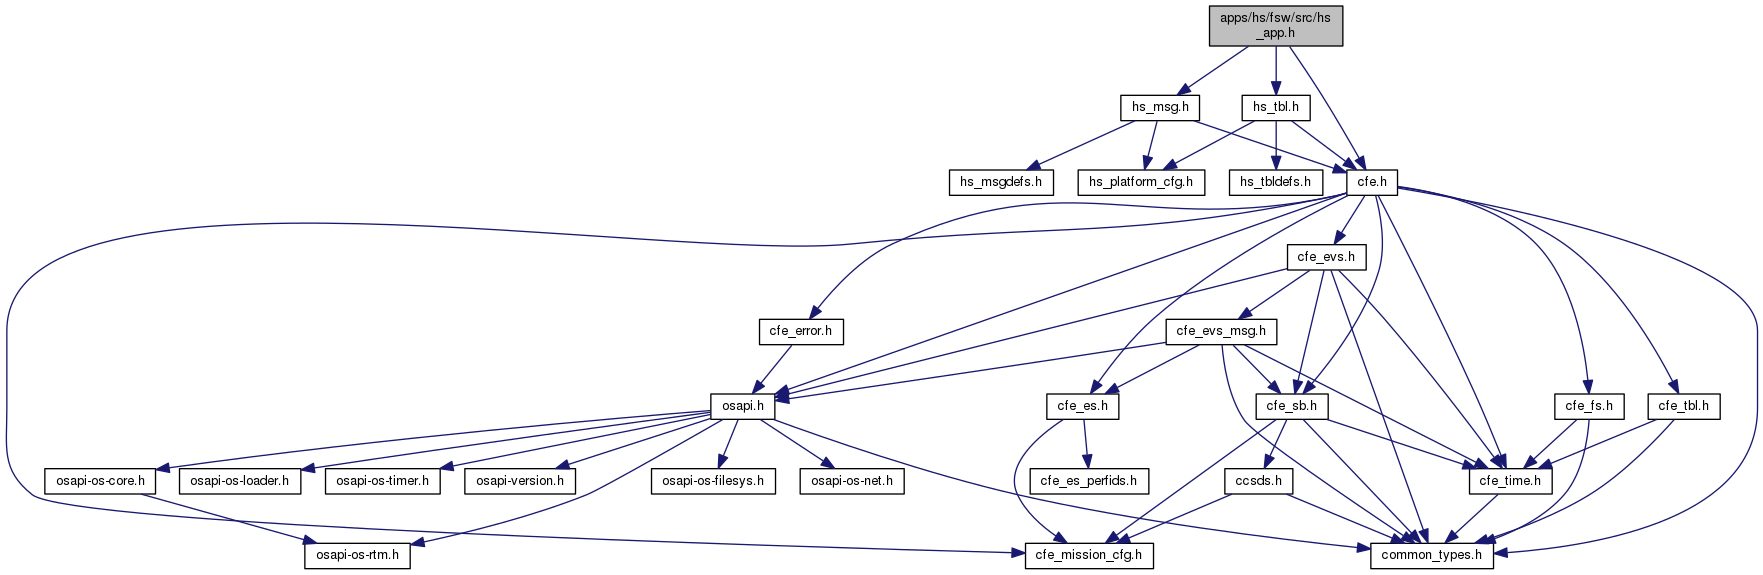 apps/hs/fsw/src/hs
_app.h
hs_msg.h
hs_tbl.h
hs_msgdefs.h
hs_platform_cfg.h
hs_tbldefs.h
cfe.h
cfe_evs.h
cfe_error.h
cfe_evs_msg.h
osapi.h
cfe_es.h
cfe_sb.h
cfe_fs.h
cfe_tbl.h
osapi-os-core.h
osapi-os-loader.h
osapi-os-timer.h
osapi-version.h
osapi-os-filesys.h
osapi-os-net.h
cfe_es_perfids.h
ccsds.h
cfe_time.h
osapi-os-rtm.h
cfe_mission_cfg.h
common_types.h